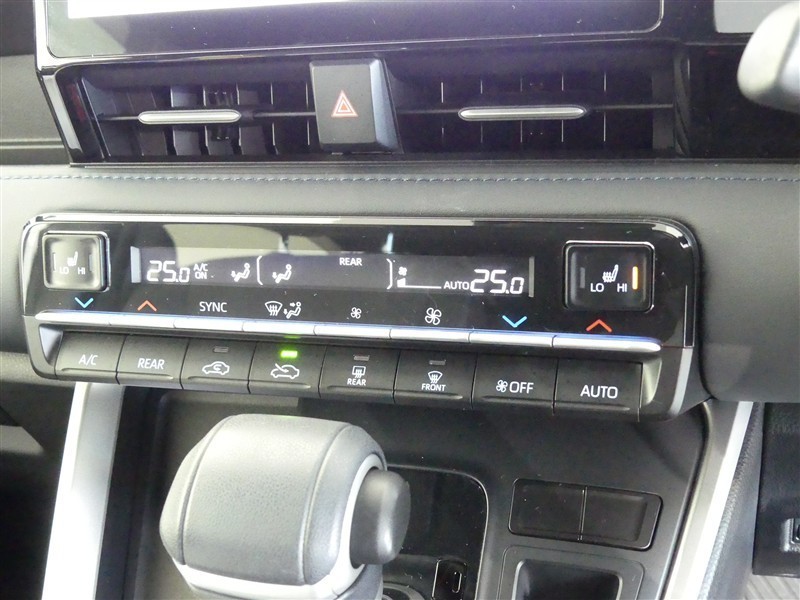 LO HI
25.0 A/C ON REAR AUTO 25.0
LO HI
SYNC
A/C REAR REAR FRONT OFF AUTO